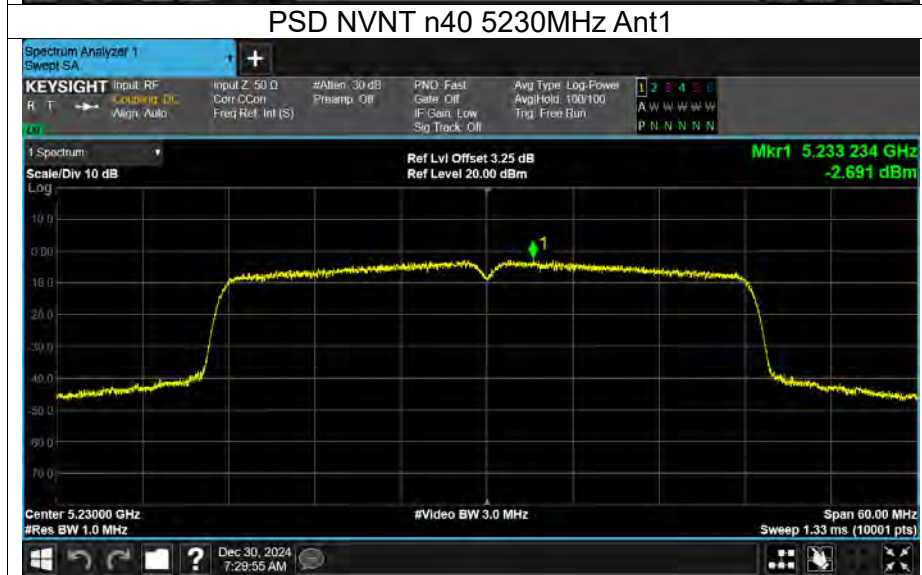 PSD NVNT n40 5230MHz Ant1
Spectrum Analyzer 1
Swept SA
+
KEYSIGHT Input: RF Input Z: 50 Ω #Atten: 30 dB PNO: Fast Avg Type: Log-Power 1 2 3 4 5 6
R T Coupling: DC Corr CCorr Preamp: Off Gate: Off Avg|Hold: 100/100 A W W W W W
Align: Auto Freq Ref: Int (S) IF Gain: Low Trig: Free Run
Sig Track: Off P N N N N N
1 Spectrum Ref Lvl Offset 3.25 dB Mkr1 5.233 234 GHz
Scale/Div 10 dB Ref Level 20.00 dBm -2.691 dBm
Log
10.0
0.00
1
-10.0
-20.0
-30.0
-40.0
-50.0
-60.0
-70.0
Center 5.23000 GHz #Video BW 3.0 MHz Span 60.00 MHz
#Res BW 1.0 MHz Sweep 1.33 ms (10001 pts)
? Dec 30, 2024
7:29:55 AM